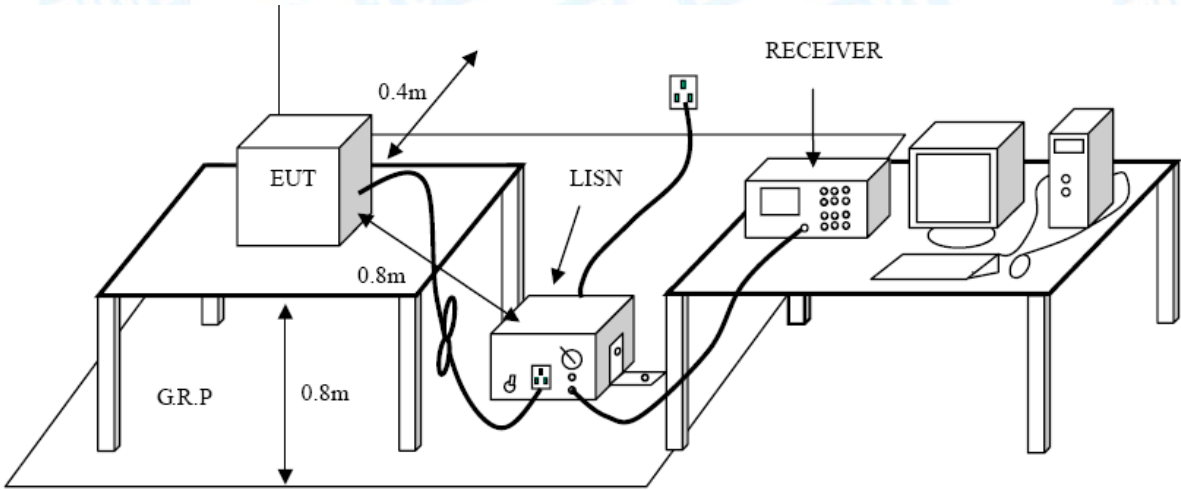 RECEIVER
0.4m
EUT
LISN
0.8m
G.R.P
0.8m